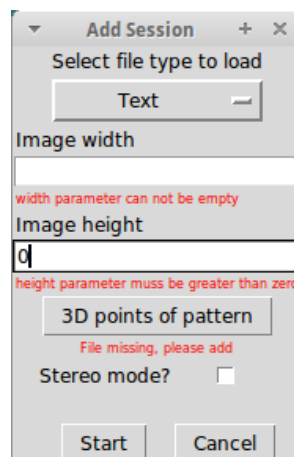 Add Session
Select file type to load
Text
Image width
width parameter can not be empty
Image height
0
height parameter muss be greater than zero
3D points of pattern
File missing, please add
Stereo mode?
Start Cancel